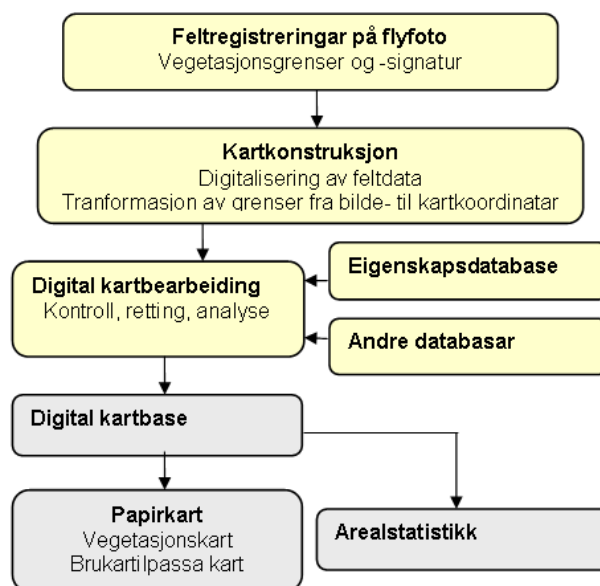 Feltregistreringar på flyfoto
Vegetasjonsgrenser og -signatur
Kartkonstruksjon
Digitalisering av feltdata
Tranformasjon av grenser fra bilde- til kartkoordinatar
Digital kartbearbeiding
Kontroll, retting, analyse
Eigenskapsdatabase
Andre databasar
Digital kartbase
Papirkart
Vegetasjonskart
Brukartilpassa kart
Arealstatistikk